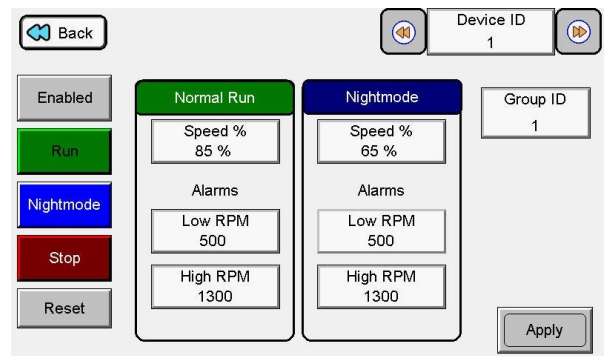 Back
Device ID
1
Enabled
Run
Nightmode
Stop
Reset
Normal Run
Speed %
85 %
Alarms
Low RPM
500
High RPM
1300
Nightmode
Speed %
65 %
Alarms
Low RPM
500
High RPM
1300
Group ID
1
Apply